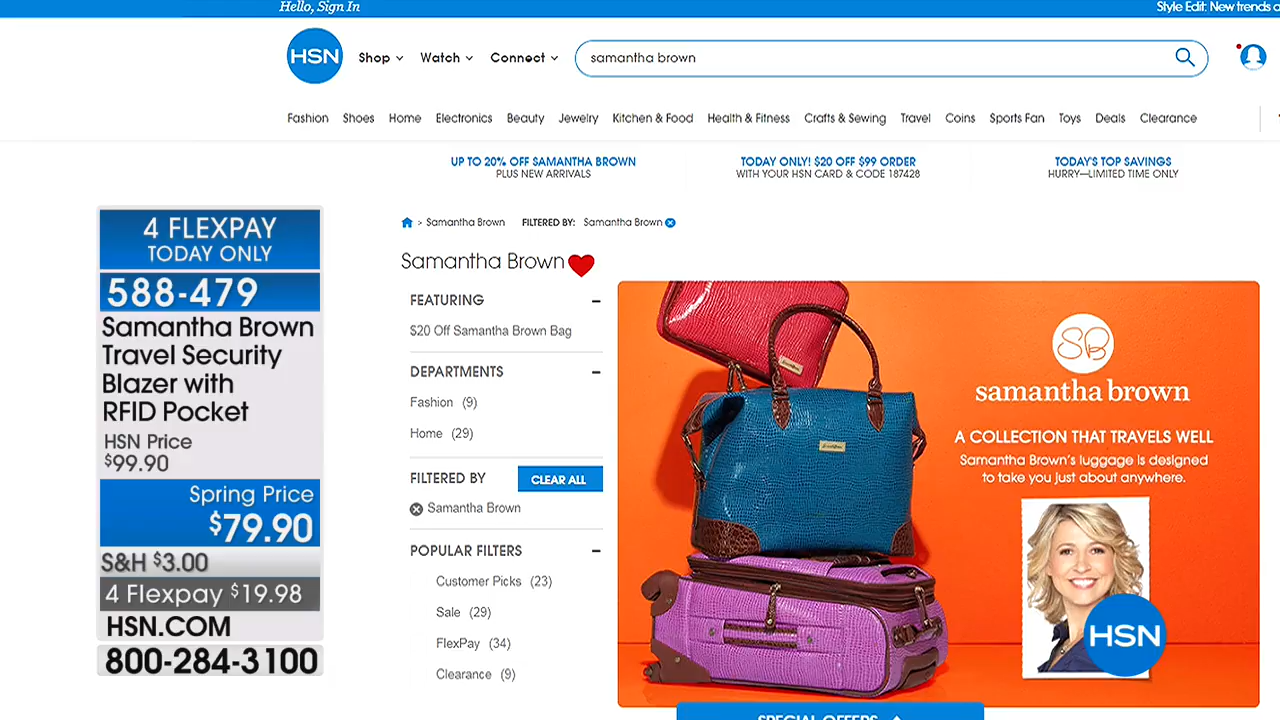 Hello, Sign In
Style Edit: New trends
HSN
Shop
Watch
Connect
samantha brown
Fashion
Shoes
Home
Electronics
Beauty
Jewelry
Kitchen & Food
Health & Fitness
Crafts & Sewing
Travel
Coins
Sports Fan
Toys
Deals
Clearance
UP TO 20% OFF SAMANTHA BROWN
PLUS NEW ARRIVALS
TODAY ONLY! $20 OFF $99 ORDER
WITH YOUR HSN CARD & CODE 187428
TODAY'S TOP SAVINGS
HURRY—LIMITED TIME ONLY
4 FLEXPAY
TODAY ONLY
588-479
Samantha Brown
Travel Security
Blazer with
RFID Pocket
HSN Price
$99.90
Spring Price
$79.90
S&H $3.00
4 Flexpay $19.98
HSN.COM
800-284-3100
> Samantha Brown FILTERED BY: Samantha Brown
Samantha Brown
FEATURING
$20 Off Samantha Brown Bag
DEPARTMENTS
Fashion (9)
Home (29)
FILTERED BY
CLEAR ALL
Samantha Brown
POPULAR FILTERS
Customer Picks (23)
Sale (29)
FlexPay (34)
Clearance (9)
SB
samantha brown
A COLLECTION THAT TRAVELS WELL
Samantha Brown's luggage is designed
to take you just about anywhere.
HSN
SPECIAL OFFERS